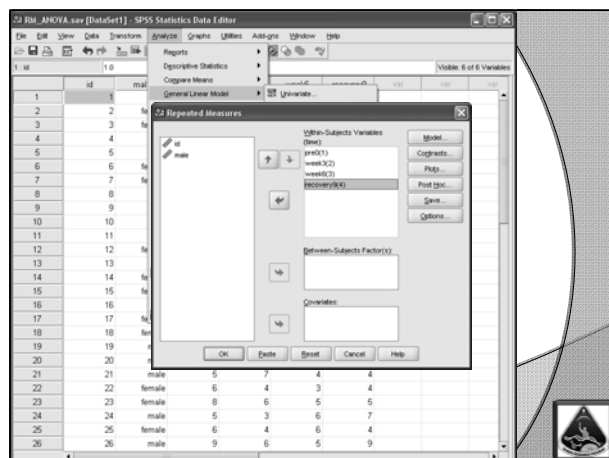 RM_ANOVA.sav [DataSet1] - SPSS Statistics Data Editor
File Edit View Data Transform Analyze Graphs Utilities Add-ons Window Help
1 : id 1.0 Visible: 6 of 6 Variables
Reports
Descriptive Statistics
Compare Means
General Linear Model
Univariate...
id var var var
Repeated Measures
id
male
Within-Subjects Variables
(time):
pre0(1)
week3(2)
week6(3)
recovery9(4)
Between-Subjects Factor(s):
Covariates:
Model...
Contrasts...
Plots...
Post Hoc...
Save...
Options...
OK Paste Reset Cancel Help
1 1
2 2
3 3
4 4
5 5
6 6
7 7
8 8
9 9
10 10
11 11
12 12
13 13
14 14
15 15
16 16
17 17
18 18
19 19
20 20
21 21 male 5 7 4 4
22 22 female 6 4 3 4
23 23 female 8 6 5 5
24 24 male 5 3 6 7
25 25 female 6 4 6 4
26 26 male 9 6 5 9